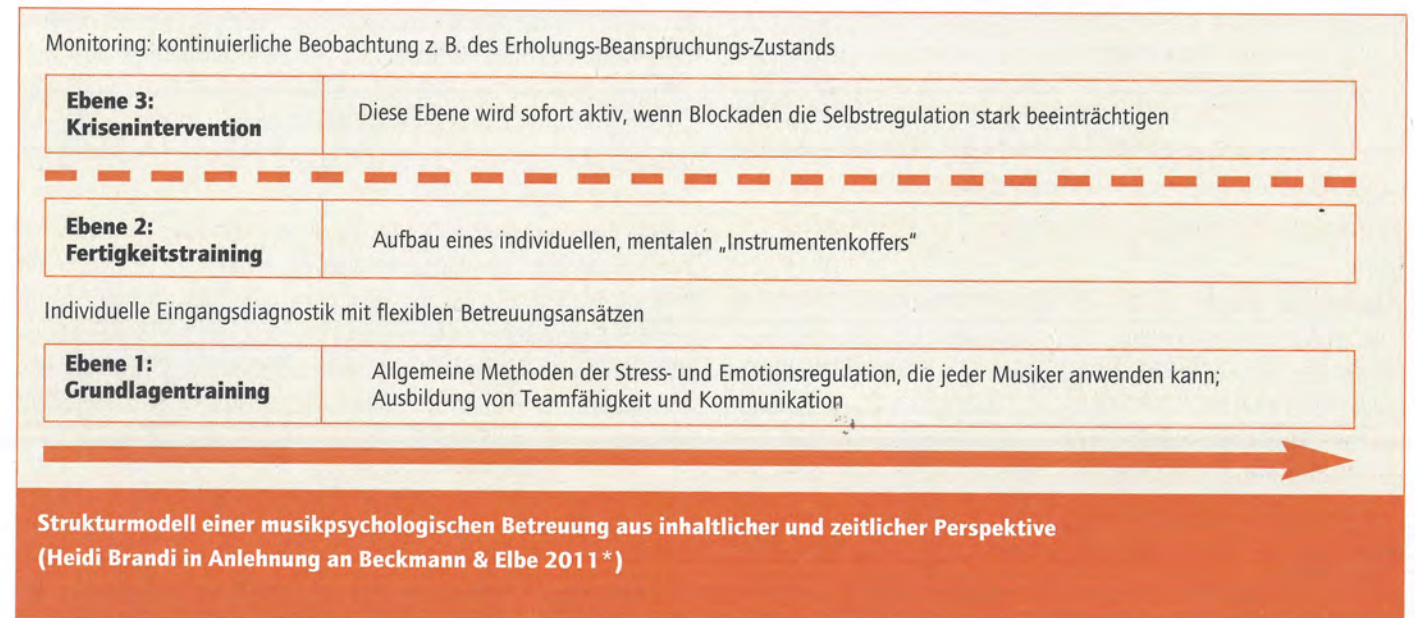 Monitoring: kontinuierliche Beobachtung z. B. des Erholungs-Beanspruchungs-Zustands
Ebene 3:
Krisenintervention
Diese Ebene wird sofort aktiv, wenn Blockaden die Selbstregulation stark beeinträchtigen
Ebene 2:
Fertigkeitstraining
Aufbau eines individuellen, mentalen „Instrumentenkoffers“
Individuelle Eingangsdiagnostik mit flexiblen Betreuungsansätzen
Ebene 1:
Grundlagentraining
Allgemeine Methoden der Stress- und Emotionsregulation, die jeder Musiker anwenden kann;
Ausbildung von Teamfähigkeit und Kommunikation
Strukturmodell einer musikpsychologischen Betreuung aus inhaltlicher und zeitlicher Perspektive
(Heidi Brandi in Anlehnung an Beckmann & Elbe 2011*)